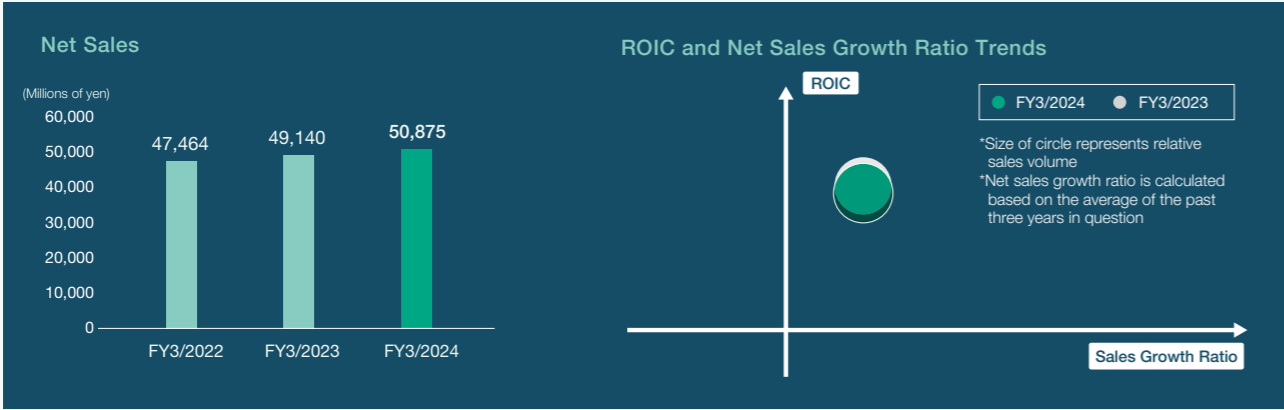 Net Sales
(Millions of yen)
60,000
50,000
40,000
30,000
20,000
10,000
0
47,464
49,140
50,875
FY3/2022
FY3/2023
FY3/2024
ROIC and Net Sales Growth Ratio Trends
ROIC
FY3/2024
FY3/2023
*Size of circle represents relative
sales volume
*Net sales growth ratio is calculated
based on the average of the past
three years in question
Sales Growth Ratio